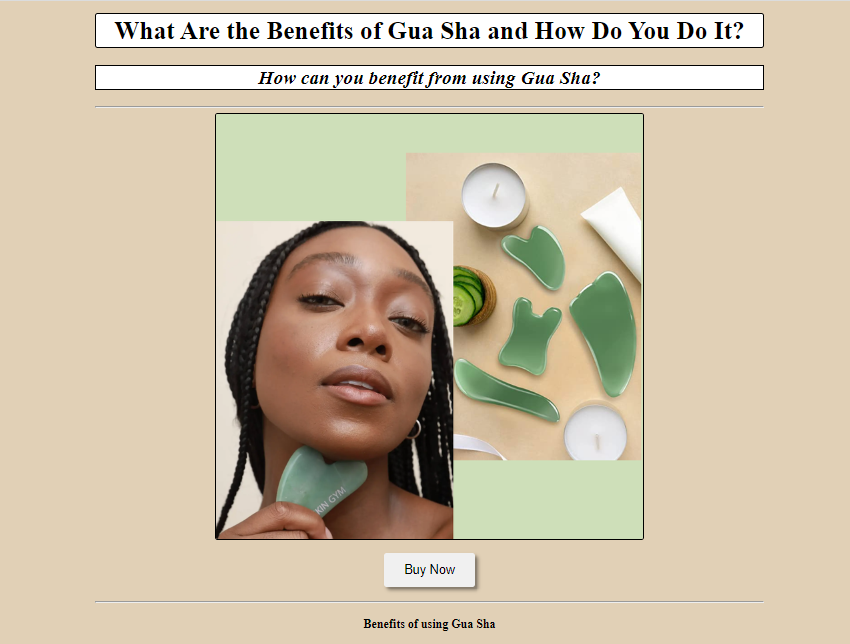 What Are the Benefits of Gua Sha and How Do You Do It?
How can you benefit from using Gua Sha?
SKIN GYM
Buy Now
Benefits of using Gua Sha